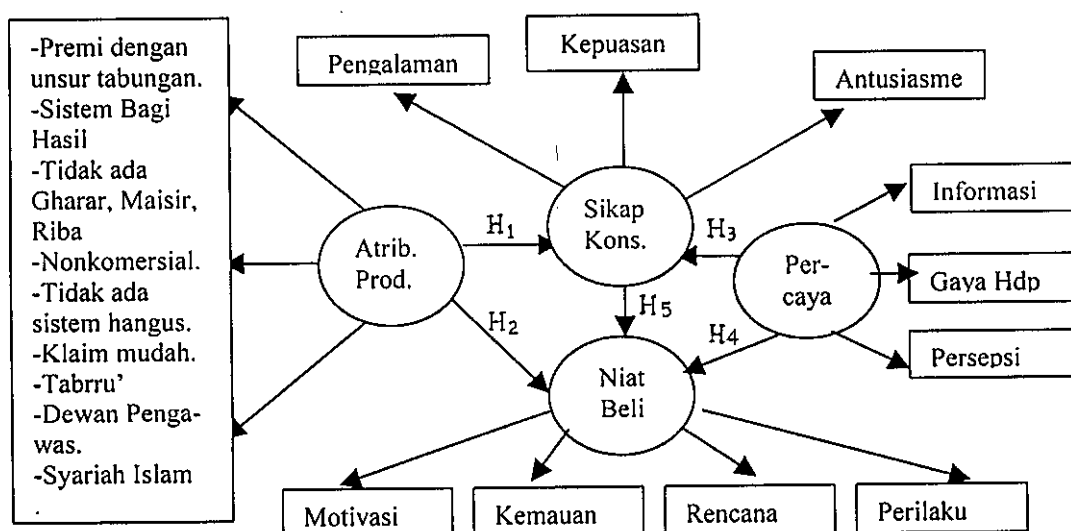 -Premi dengan
unsur tabungan.
-Sistem Bagi
Hasil
-Tidak ada
Gharar, Maisir,
Riba
-Nonkomersial.
-Tidak ada
sistem hangus.
-Klaim mudah.
-Tabrru'
-Dewan Penga-
was.
-Syariah Islam
Pengalaman
Kepuasan
Antusiasme
Atrib.
Prod.
H1
H2
Sikap
Kons.
H3
H5
H4
Per-
caya
Informasi
Gaya Hdp
Persepsi
Niat
Beli
Motivasi
Kemauan
Rencana
Perilaku